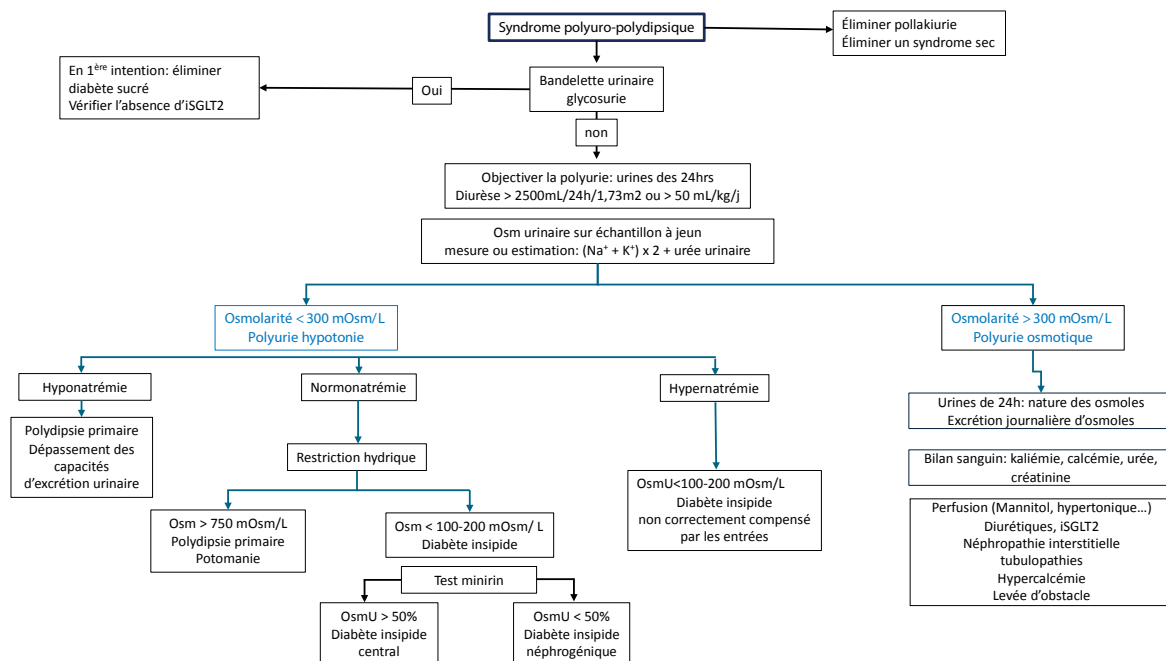 Syndrome polyuro-polydipsique
Éliminer pollakiurie
Éliminer un syndrome sec
En 1ère intention: éliminer
diabète sucré
Vérifier l'absence d'iSGLT2
Oui
Bandelette urinaire
glycosurie
non
Objectiver la polyurie: urines des 24hrs
Diurèse > 2500mL/24h/1,73m2 ou > 50 mL/kg/j
Osm urinaire sur échantillon à jeun
mesure ou estimation: (Na⁺ + K⁺) x 2 + urée urinaire
Osmolarité < 300 mOsm/L
Polyurie hypotonie
Osmolarité > 300 mOsm/L
Polyurie osmotique
Hyponatrémie
Normonatrémie
Hypernatrémie
Urines de 24h: nature des osmoles
Excrétion journalière d'osmoles
Polydipsie primaire
Dépassement des
capacités
d'excrétion urinaire
Restriction hydrique
OsmU<100-200 mOsm/L
Diabète insipide
non correctement compensé
par les entrées
Bilan sanguin: kaliémie, calcémie, urée,
créatinine
Osm > 750 mOsm/L
Polydipsie primaire
Potomanie
Osm < 100-200 mOsm/ L
Diabète insipide
Perfusion (Mannitol, hypertonique…)
Diurétiques, iSGLT2
Néphropathie interstitielle
tubulopathies
Hypercalcémie
Levée d'obstacle
Test minirin
OsmU > 50%
Diabète insipide
central
OsmU < 50%
Diabète insipide
néphrogénique